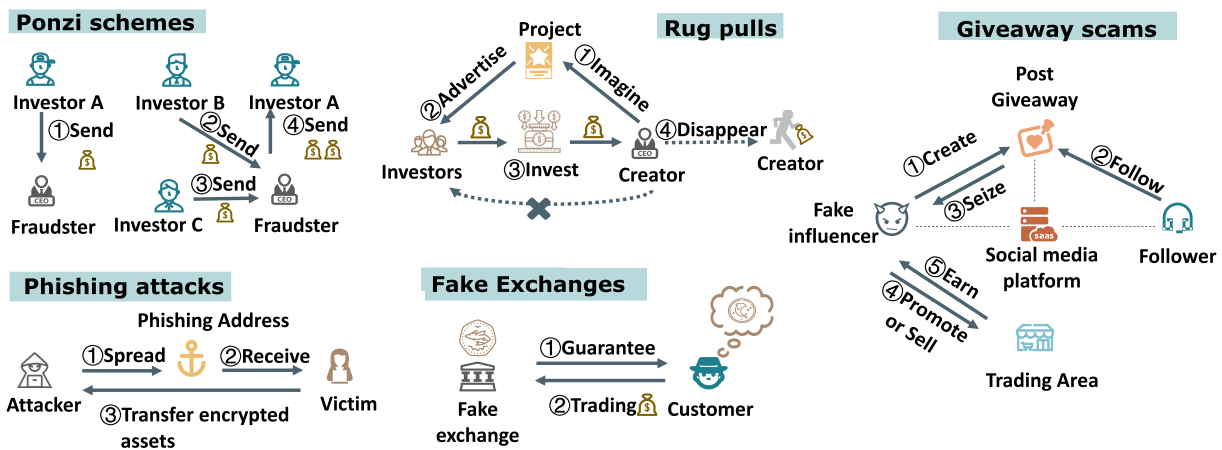 Ponzi schemes
Investor A
Investor B
Investor A
①Send
②Send
④Send
③Send
Fraudster
Investor C
CEO
Fraudster
Rug pulls
Project
①Imagine
②Advertise
④Disappear
Investors
③Invest
CEO
Creator
Creator
Giveaway scams
Post
Giveaway
①Create
②Follow
③Seize
Fake
influencer
saas
Social media
platform
Follower
⑤Earn
④Promote
or Sell
Trading Area
Phishing attacks
Phishing Address
①Spread
②Receive
Attacker
Victim
③Transfer encrypted
assets
Fake Exchanges
①Guarantee
②Trading
Fake
exchange
Customer